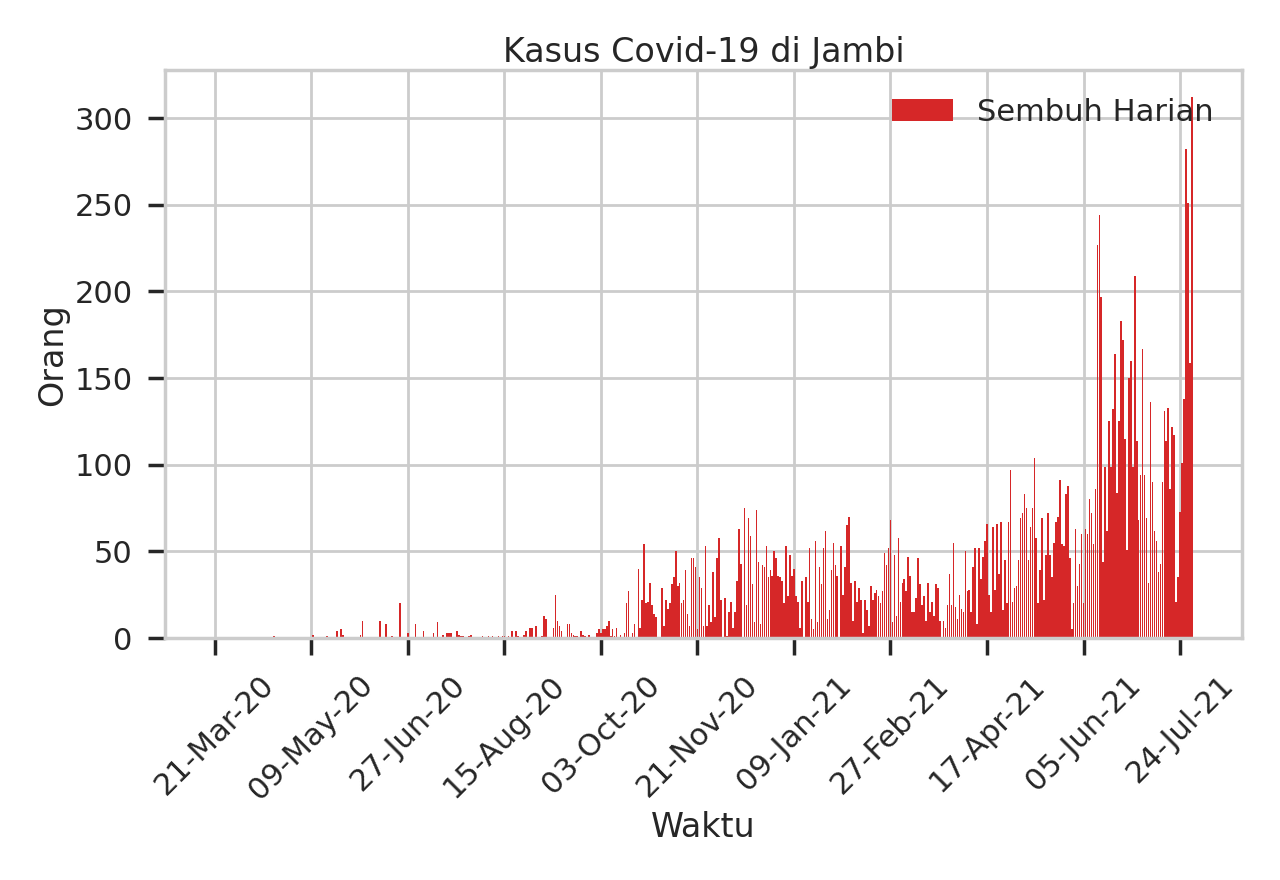 Kasus Covid-19 di Jambi
Sembuh Harian
Orang
300
250
200
150
100
50
0
21-Mar-20
09-May-20
27-Jun-20
15-Aug-20
03-Oct-20
21-Nov-20
09-Jan-21
27-Feb-21
17-Apr-21
05-Jun-21
24-Jul-21
Waktu